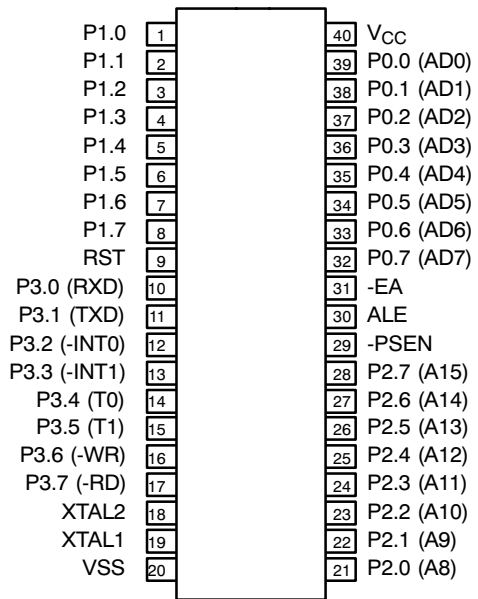 P1.0 1 40 VCC
P1.1 2 39 P0.0 (AD0)
P1.2 3 38 P0.1 (AD1)
P1.3 4 37 P0.2 (AD2)
P1.4 5 36 P0.3 (AD3)
P1.5 6 35 P0.4 (AD4)
P1.6 7 34 P0.5 (AD5)
P1.7 8 33 P0.6 (AD6)
RST 9 32 P0.7 (AD7)
P3.0 (RXD) 10 31 -EA
P3.1 (TXD) 11 30 ALE
P3.2 (-INT0) 12 29 -PSEN
P3.3 (-INT1) 13 28 P2.7 (A15)
P3.4 (T0) 14 27 P2.6 (A14)
P3.5 (T1) 15 26 P2.5 (A13)
P3.6 (-WR) 16 25 P2.4 (A12)
P3.7 (-RD) 17 24 P2.3 (A11)
XTAL2 18 23 P2.2 (A10)
XTAL1 19 22 P2.1 (A9)
VSS 20 21 P2.0 (A8)